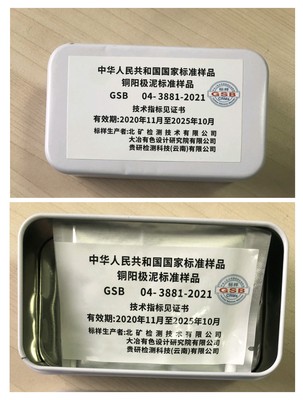 中华人民共和国国家标准样品
铜阳极泥标准样品
GSB 04-3881-2021
技术指标见证书
有效期:2020年11月至2025年10月
标样生产者:北矿检测技术有限公司
大冶有色设计研究院有限公司
贵研检测科技(云南)有限公司
GSB
中华人民共和国国家标准样品
铜阳极泥标准样品
GSB 04-3881-2021
技术指标见证书
有效期:2020年11月至2025年10月
标样生产者:北矿检测技术有限公司
大冶有色设计研究院有限公司
贵研检测科技(云南)有限公司
GSB